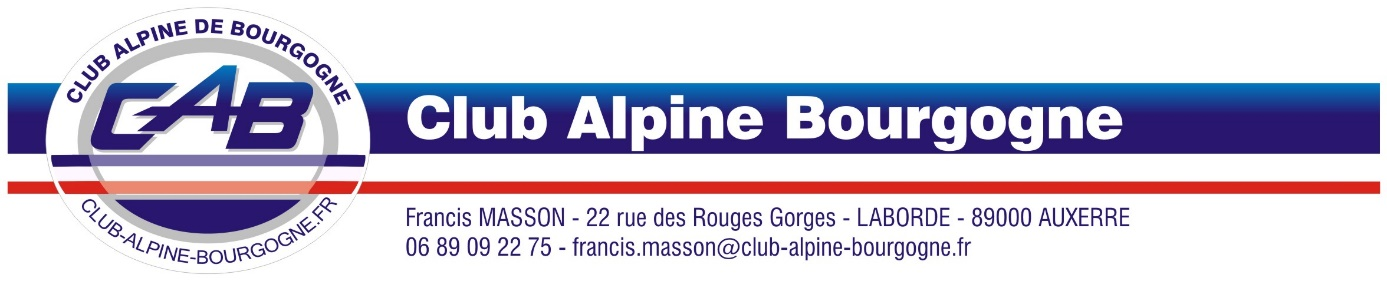 CLUB ALPINE DE BOURGOGNE
CAB
CLUB-ALPINE-BOURGOGNE.FR
Club Alpine Bourgogne
Francis MASSON - 22 rue des Rouges Gorges - LABORDE - 89000 AUXERRE
06 89 09 22 75 - francis.masson@club-alpine-bourgogne.fr